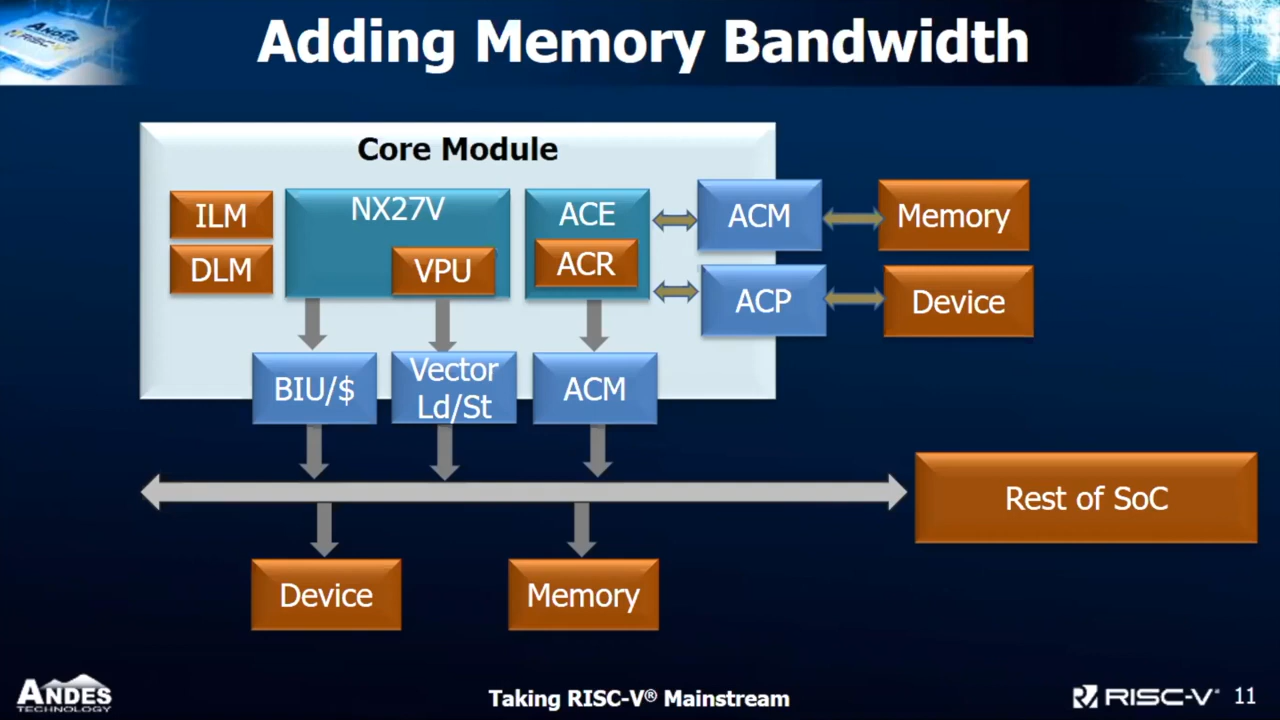 Adding Memory Bandwidth
Core Module
ILM
DLM
NX27V
VPU
ACE
ACR
ACM
Memory
ACP
Device
BIU/$
Vector
Ld/St
ACM
Rest of SoC
Device
Memory
ANDES
TECHNOLOGY
Taking RISC-V® Mainstream
RISC-V®
11